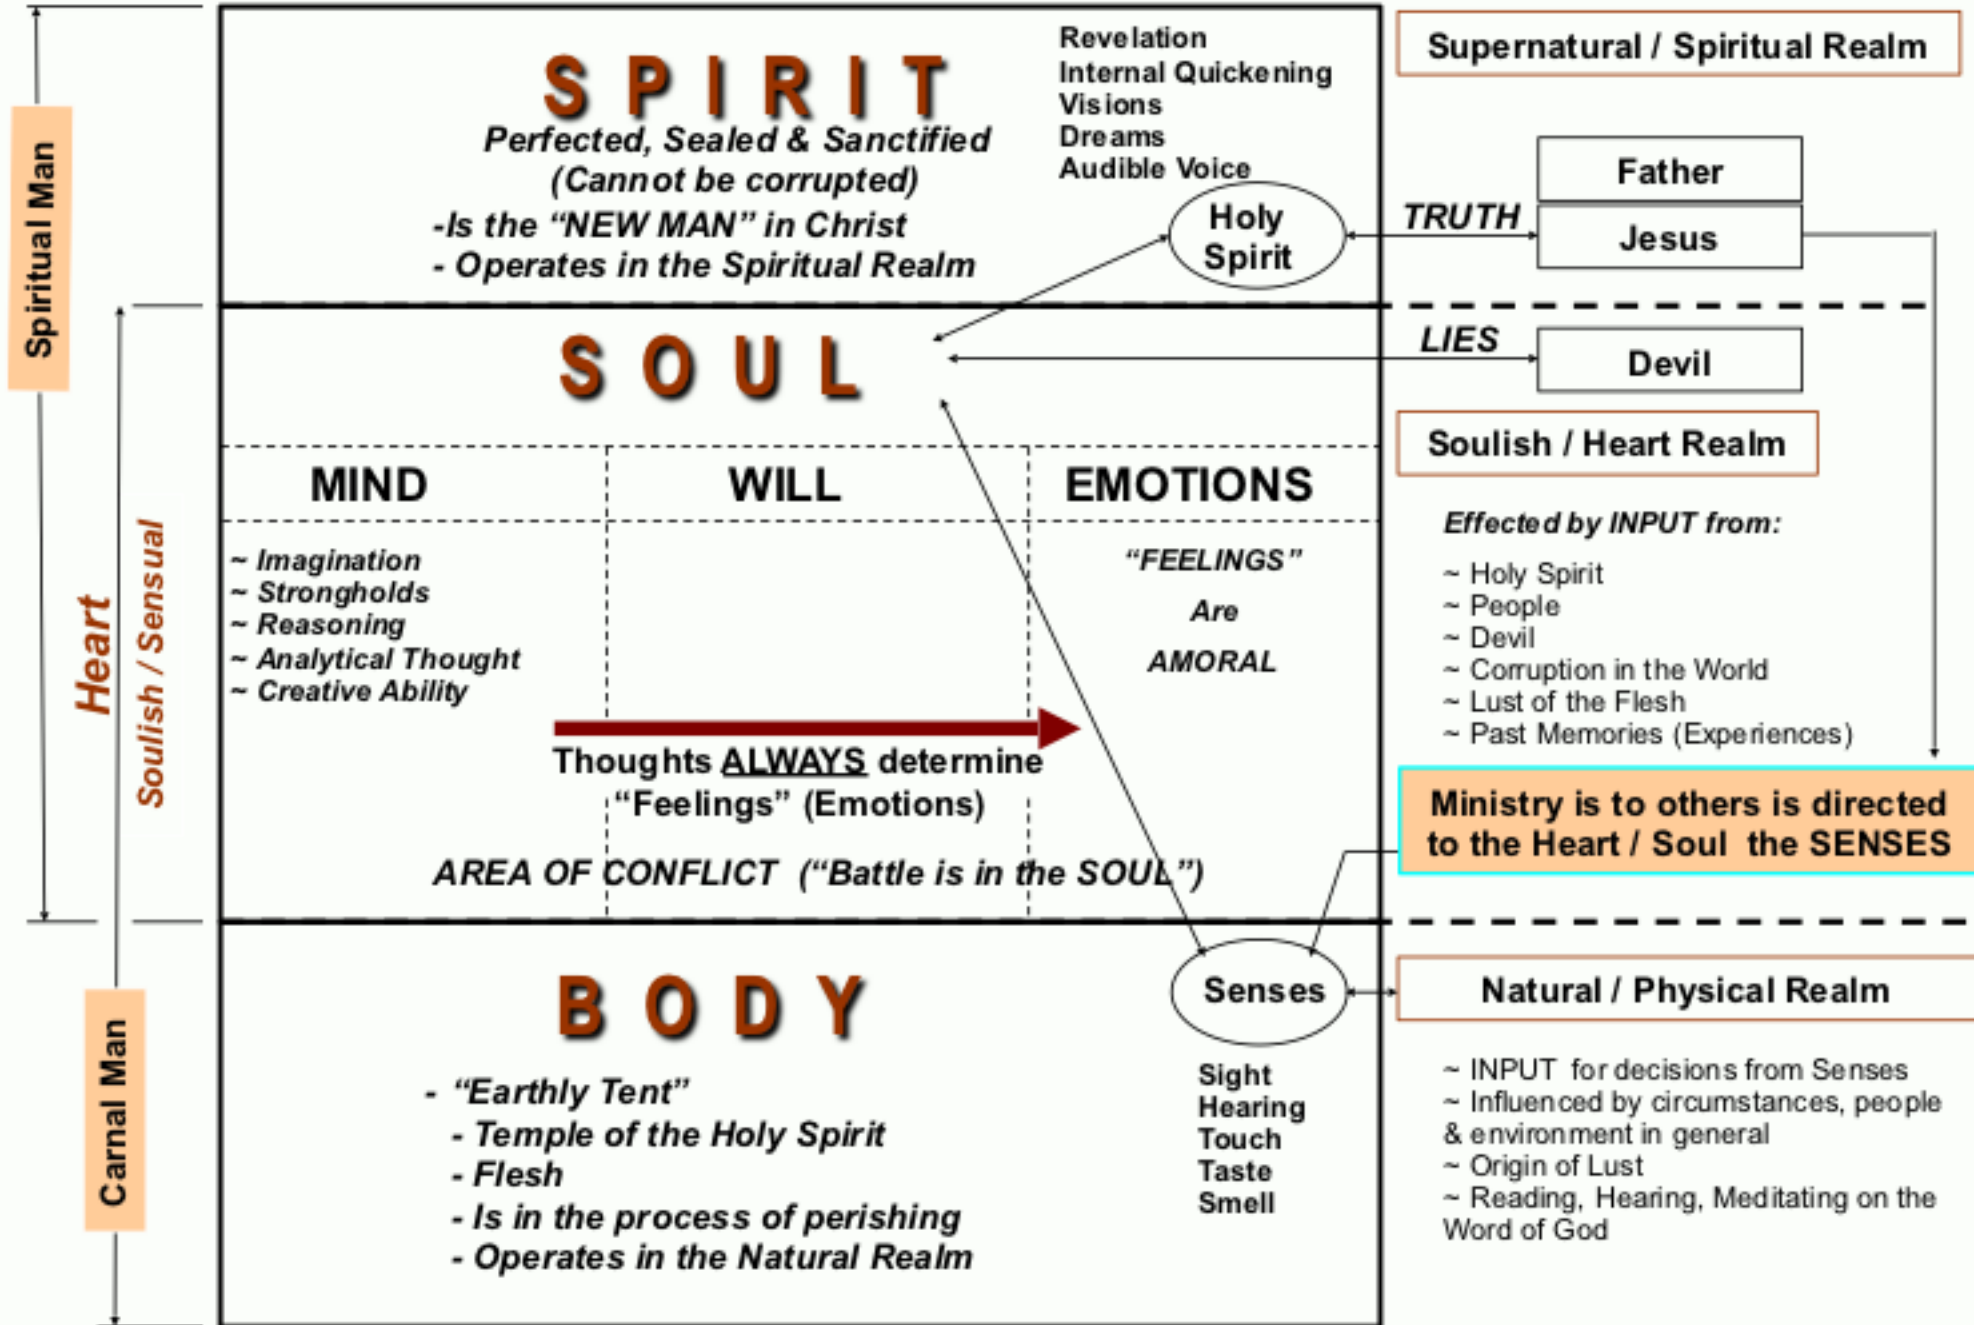 Spiritual Man
Heart
Soulish / Sensual
Carnal Man
S P I R I T
Perfected, Sealed & Sanctified
(Cannot be corrupted)
-Is the “NEW MAN” in Christ
- Operates in the Spiritual Realm
Revelation
Internal Quickening
Visions
Dreams
Audible Voice
Holy
Spirit
Supernatural / Spiritual Realm
Father
TRUTH
Jesus
S O U L
LIES
Devil
MIND
WILL
EMOTIONS
~ Imagination
~ Strongholds
~ Reasoning
~ Analytical Thought
~ Creative Ability
“FEELINGS”
Are
AMORAL
Thoughts ALWAYS determine
“Feelings” (Emotions)
AREA OF CONFLICT (“Battle is in the SOUL”)
Soulish / Heart Realm
Effected by INPUT from:
~ Holy Spirit
~ People
~ Devil
~ Corruption in the World
~ Lust of the Flesh
~ Past Memories (Experiences)
Ministry is to others is directed
to the Heart / Soul the SENSES
B O D Y
- “Earthly Tent”
- Temple of the Holy Spirit
- Flesh
- Is in the process of perishing
- Operates in the Natural Realm
Senses
Sight
Hearing
Touch
Taste
Smell
Natural / Physical Realm
~ INPUT for decisions from Senses
~ Influenced by circumstances, people
& environment in general
~ Origin of Lust
~ Reading, Hearing, Meditating on the
Word of God